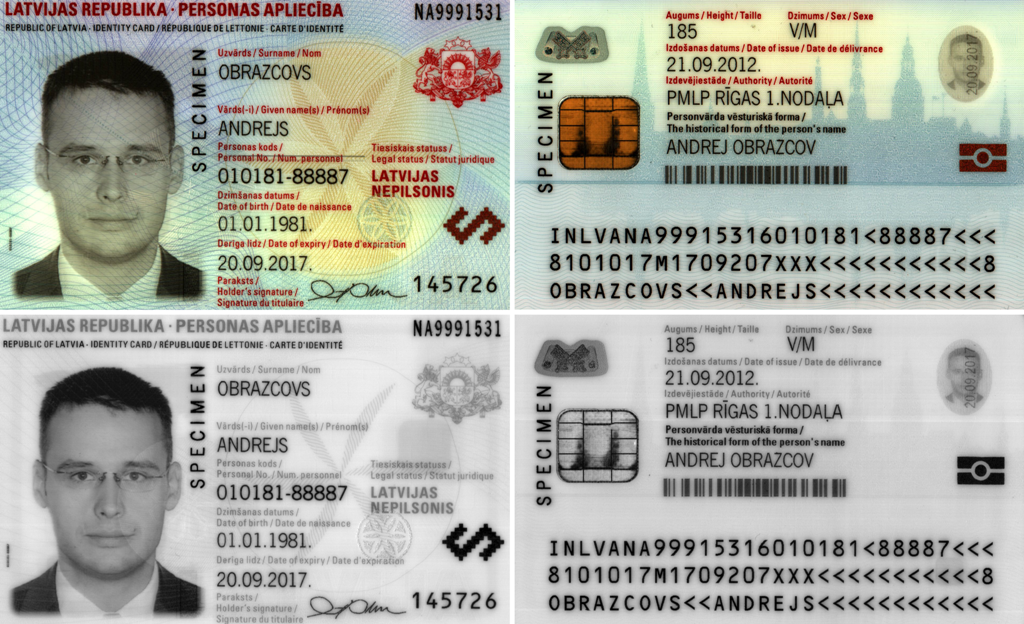 LATVIJAS REPUBLIKA · PERSONAS APLIECĪBA
NA9991531
REPUBLIC OF LATVIA · IDENTITY CARD / RÉPUBLIQUE DE LETTONIE · CARTE D'IDENTITÉ
SPECIMEN
Uzvārds / Surname / Nom
OBRAZCOVS
Vārds(-i) / Given name(s) / Prénom(s)
ANDREJS
Personas kods /
Personal No. / Num. personnel
010181-88887
Tiesiskais statuss /
Legal status / Statut juridique
LATVIJAS
NEPILSONIS
Dzimšanas datums /
Date of birth / Date de naissance
01.01.1981.
Derīga līdz / Date of expiry / Date d'expiration
20.09.2017.
Paraksts /
Holder's signature /
Signature du titulaire
145726
Augums / Height / Taille
185
Dzimums / Sex / Sexe
V/M
Izdošanas datums / Date of issue / Date de délivrance
21.09.2012.
Izdevējiestāde / Authority / Autorité
PMLP RĪGAS 1.NODAĻA
Personvārda vēsturiskā forma /
The historical form of the person's name
ANDREJ OBRAZCOV
SPECIMEN
20.09.2017.
INLVANA99915316010181<88887<<<
8101017M1709207XXX<<<<<<<<<<<8
OBRAZCOVS<<ANDREJS<<<<<<<<<<<<
LATVIJAS REPUBLIKA · PERSONAS APLIECĪBA
NA9991531
REPUBLIC OF LATVIA · IDENTITY CARD / RÉPUBLIQUE DE LETTONIE · CARTE D'IDENTITÉ
SPECIMEN
Uzvārds / Surname / Nom
OBRAZCOVS
Vārds(-i) / Given name(s) / Prénom(s)
ANDREJS
Personas kods /
Personal No. / Num. personnel
010181-88887
Tiesiskais statuss /
Legal status / Statut juridique
LATVIJAS
NEPILSONIS
Dzimšanas datums /
Date of birth / Date de naissance
01.01.1981.
Derīga līdz / Date of expiry / Date d'expiration
20.09.2017.
Paraksts /
Holder's signature /
Signature du titulaire
145726
Augums / Height / Taille
185
Dzimums / Sex / Sexe
V/M
Izdošanas datums / Date of issue / Date de délivrance
21.09.2012.
Izdevējiestāde / Authority / Autorité
PMLP RĪGAS 1.NODAĻA
Personvārda vēsturiskā forma /
The historical form of the person's name
ANDREJ OBRAZCOV
SPECIMEN
20.09.2017.
INLVANA99915316010181<88887<<<
8101017M1709207XXX<<<<<<<<<<<8
OBRAZCOVS<<ANDREJS<<<<<<<<<<<<